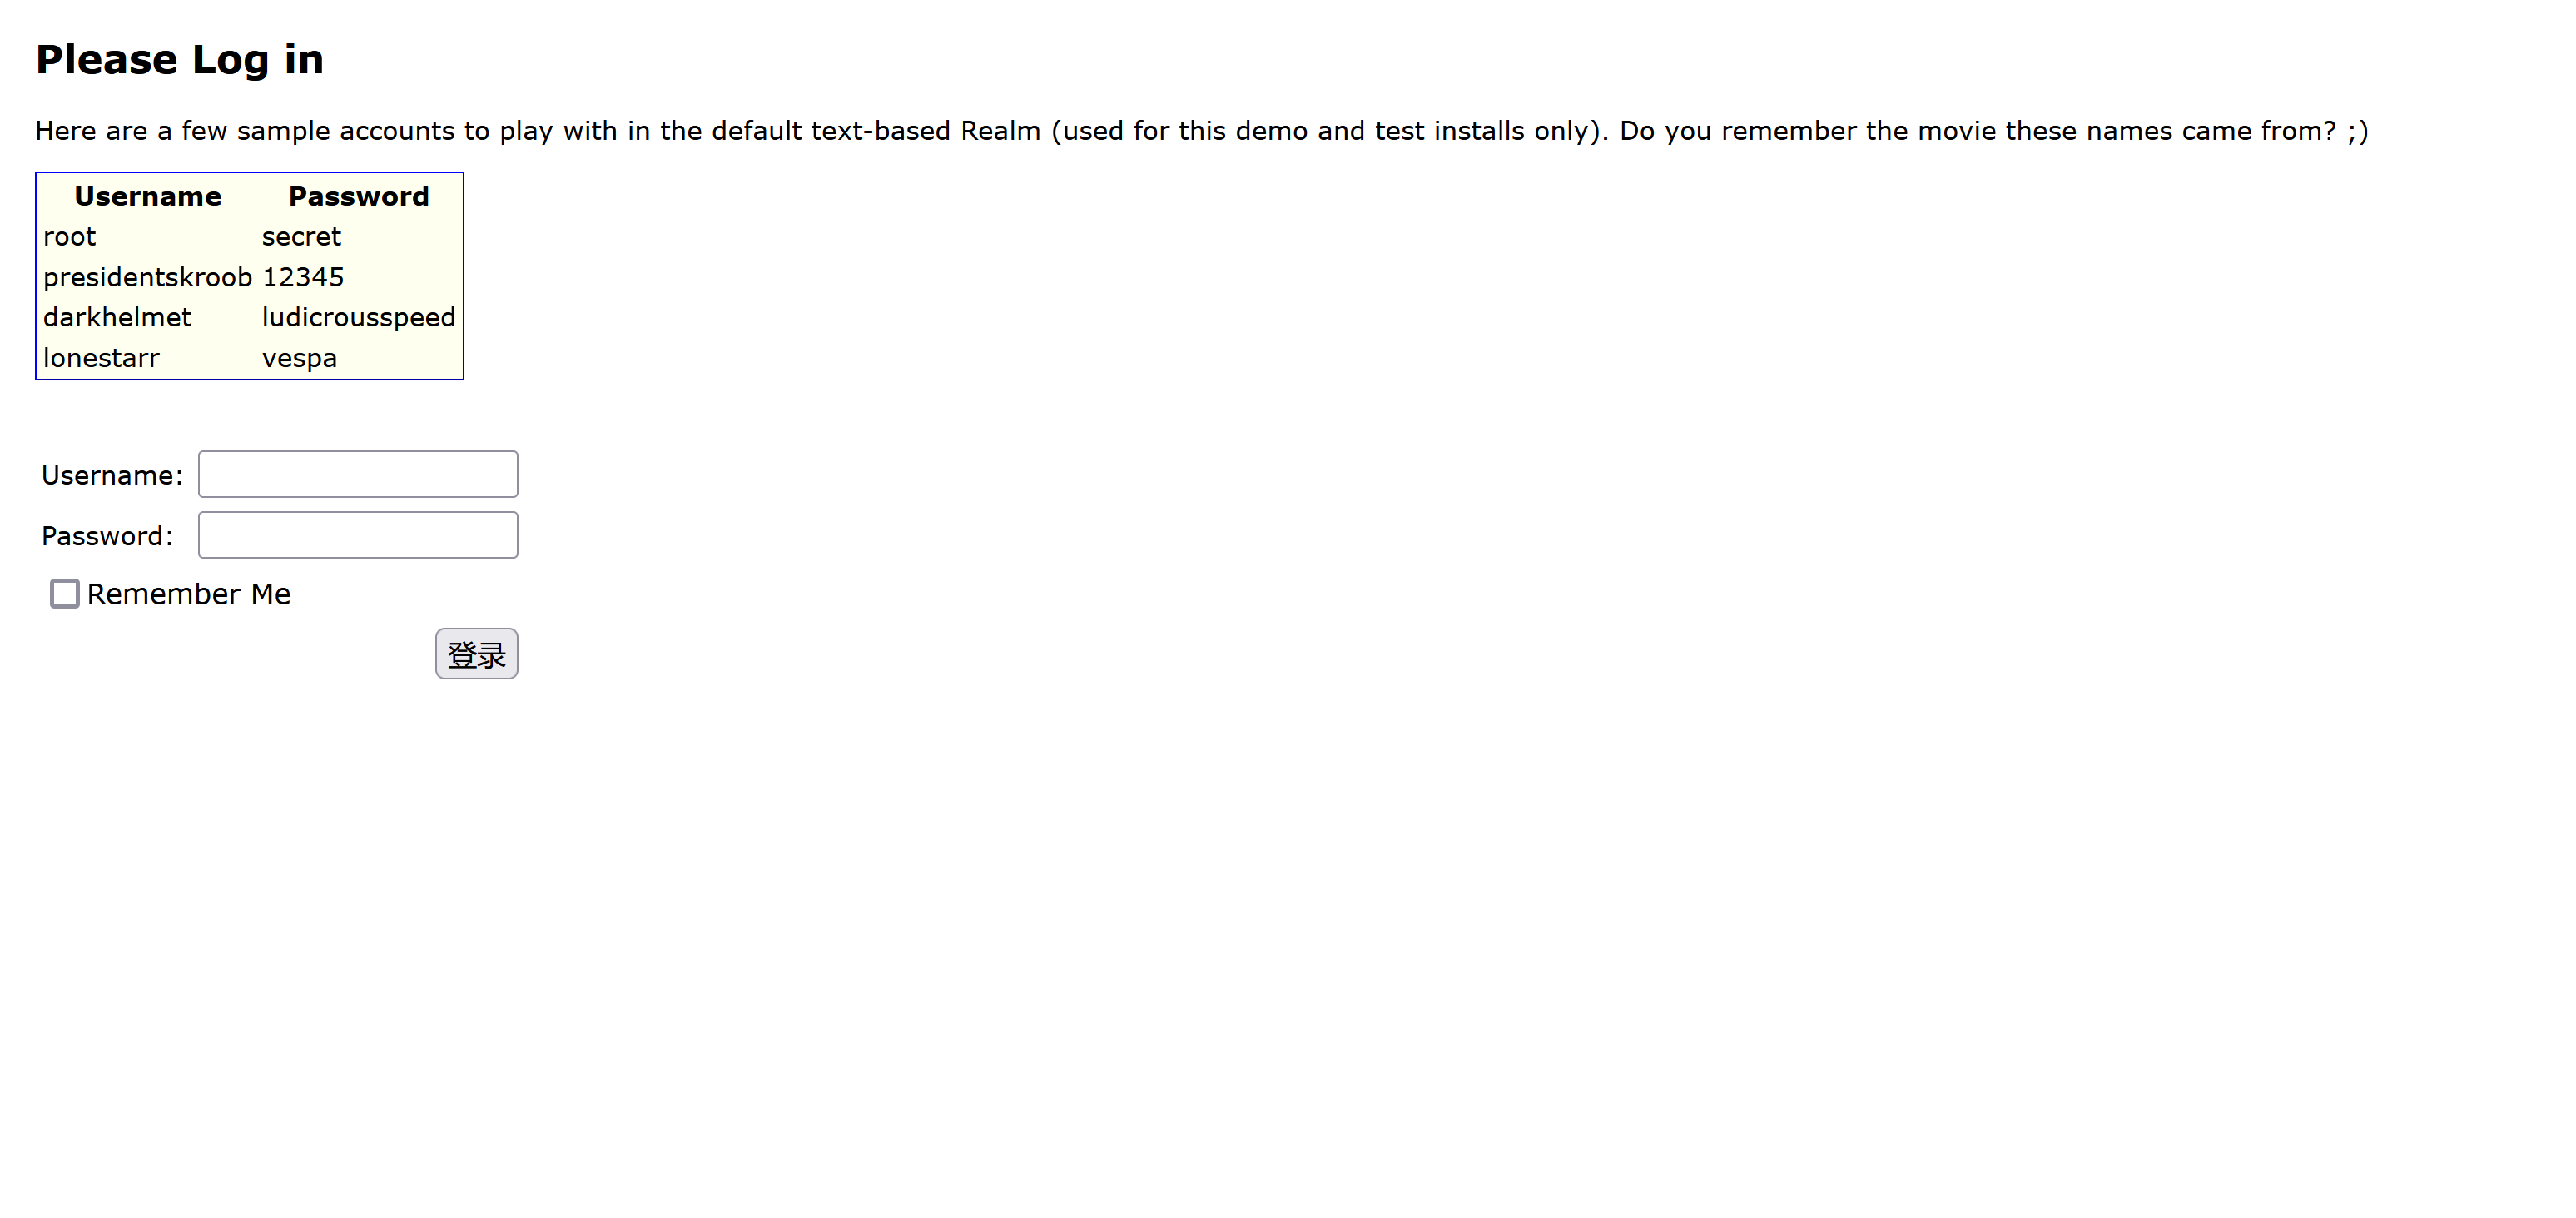 Please Log in
Here are a few sample accounts to play with in the default text-based Realm (used for this demo and test installs only). Do you remember the movie these names came from? ;)
Username Password
root secret
presidentskroob 12345
darkhelmet ludicrousspeed
lonestarr vespa
Username:
Password:
Remember Me
登录